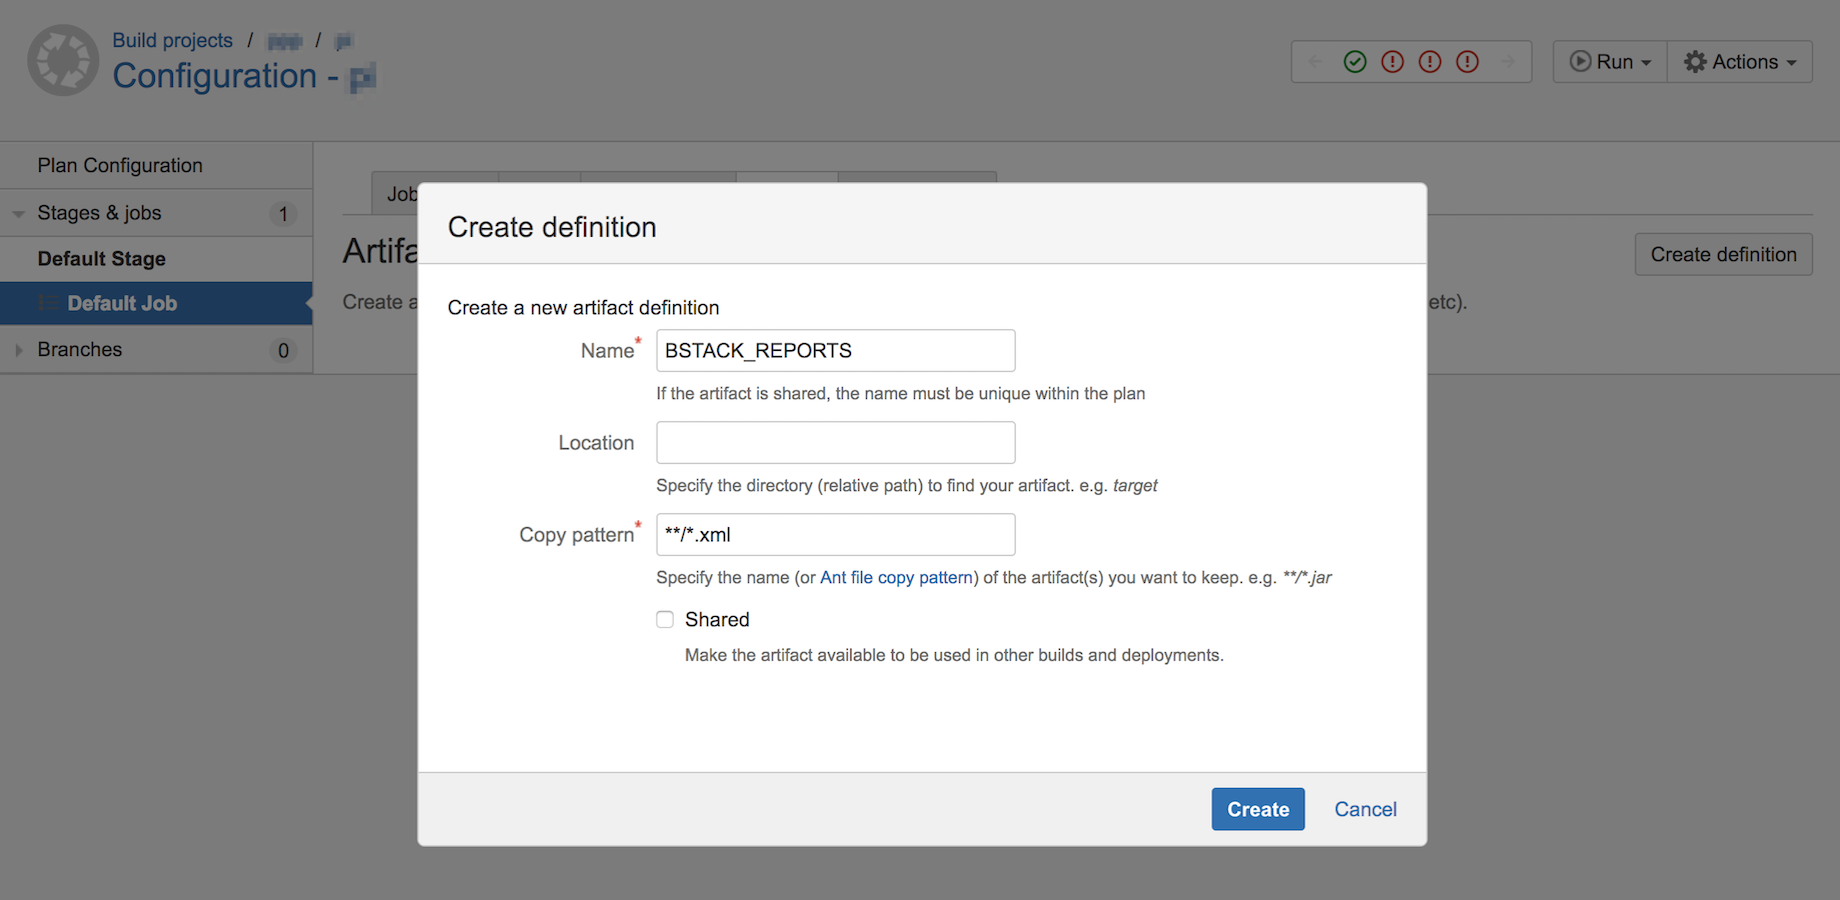 Build projects / /
Configuration -
Run
Actions
Plan Configuration
Stages & jobs 1
Default Stage
Default Job
Branches 0
Job
Artifa
Create definition
Create a
etc).
Create definition
Create a new artifact definition
Name* BSTACK_REPORTS
If the artifact is shared, the name must be unique within the plan
Location
Specify the directory (relative path) to find your artifact. e.g. target
Copy pattern* **/*.xml
Specify the name (or Ant file copy pattern) of the artifact(s) you want to keep. e.g. **/*.jar
Shared
Make the artifact available to be used in other builds and deployments.
Create Cancel